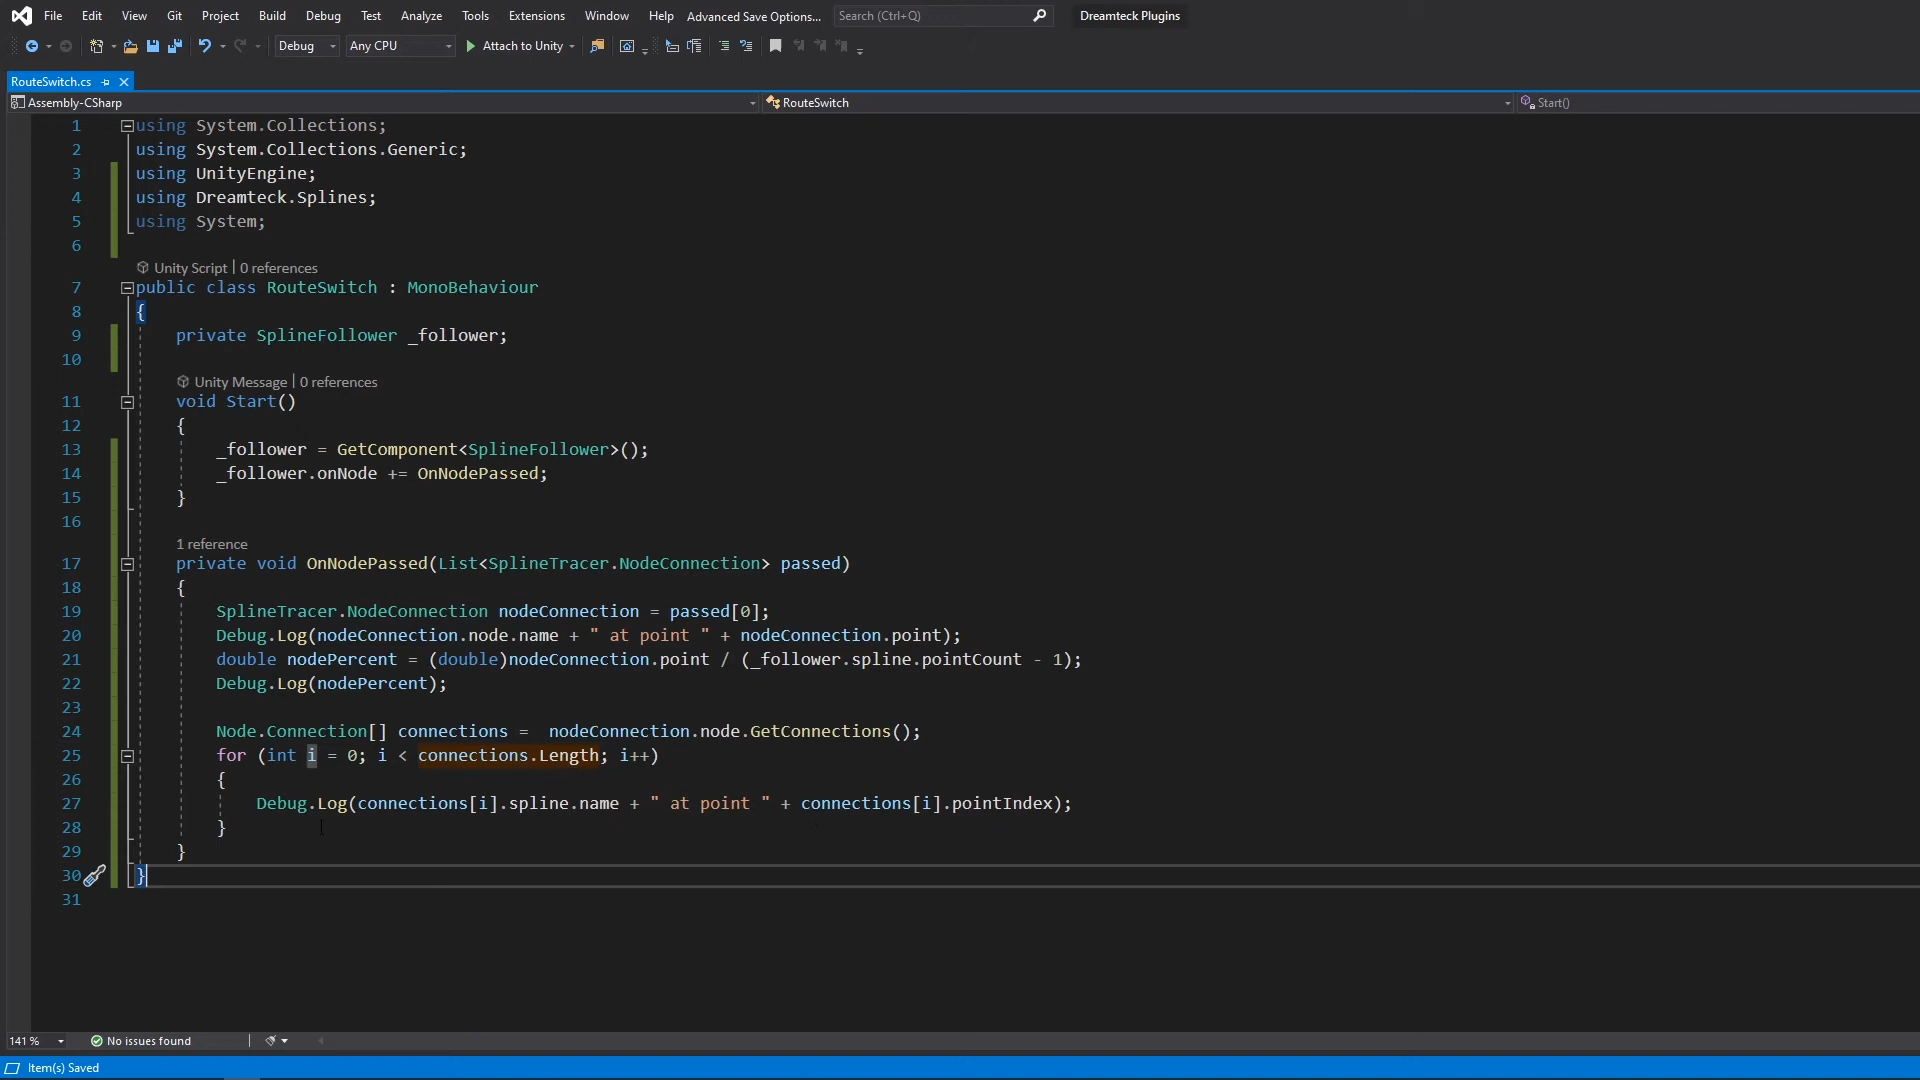 File Edit View Git Project Build Debug Test Analyze Tools Extensions Window Help Advanced Save Options... Search (Ctrl+Q) Dreamteck Plugins
Debug Any CPU Attach to Unity
RouteSwitch.cs
Assembly-CSharp RouteSwitch Start()
1 using System.Collections;
2 using System.Collections.Generic;
3 using UnityEngine;
4 using Dreamteck.Splines;
5 using System;
6
Unity Script | 0 references
7 public class RouteSwitch : MonoBehaviour
8 {
9 private SplineFollower _follower;
10
Unity Message | 0 references
11 void Start()
12 {
13 _follower = GetComponent<SplineFollower>();
14 _follower.onNode += OnNodePassed;
15 }
16
1 reference
17 private void OnNodePassed(List<SplineTracer.NodeConnection> passed)
18 {
19 SplineTracer.NodeConnection nodeConnection = passed[0];
20 Debug.Log(nodeConnection.node.name + " at point " + nodeConnection.point);
21 double nodePercent = (double)nodeConnection.point / (_follower.spline.pointCount - 1);
22 Debug.Log(nodePercent);
23
24 Node.Connection[] connections =  nodeConnection.node.GetConnections();
25 for (int i = 0; i < connections.Length; i++)
26 {
27 Debug.Log(connections[i].spline.name + " at point " + connections[i].pointIndex);
28 }
29 }
30 }
31
141 % No issues found
Item(s) Saved